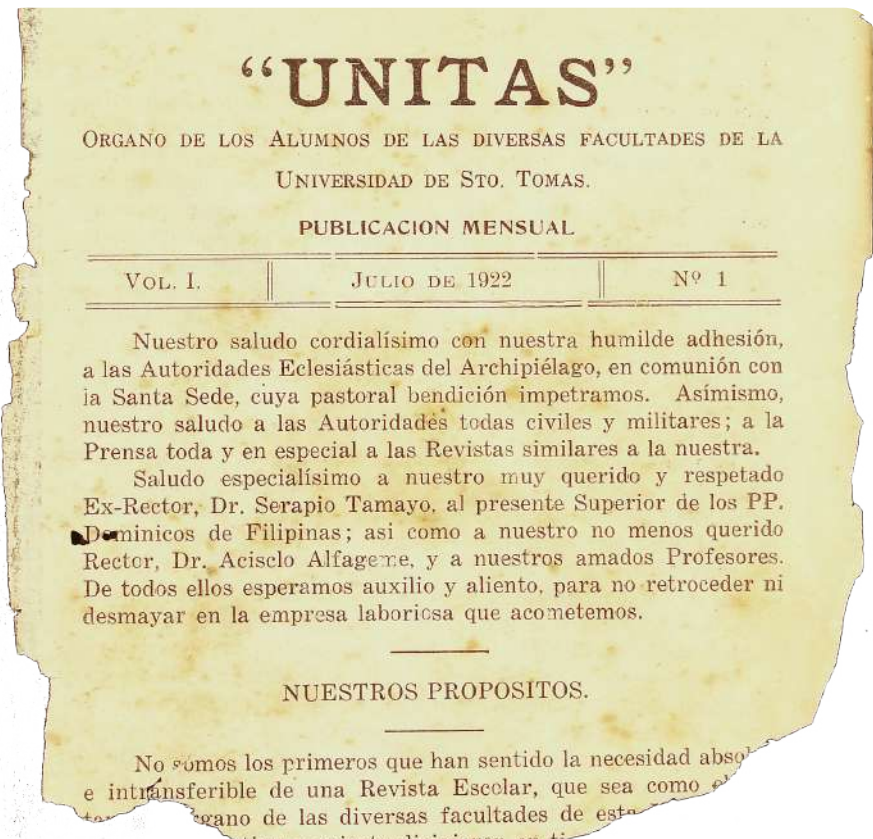 “UNITAS”
ORGANO DE LOS ALUMNOS DE LAS DIVERSAS FACULTADES DE LA
UNIVERSIDAD DE STO. TOMAS.
PUBLICACION MENSUAL
VOL. I. JULIO DE 1922 Nº 1
Nuestro saludo cordialísimo con nuestra humilde adhesión,
a las Autoridades Eclesiásticas del Archipiélago, en comunión con
la Santa Sede, cuya pastoral bendición impetramos. Asímismo,
nuestro saludo a las Autoridades todas civiles y militares; a la
Prensa toda y en especial a las Revistas similares a la nuestra.
Saludo especialísimo a nuestro muy querido y respetado
Ex-Rector, Dr. Serapio Tamayo, al presente Superior de los PP.
Dominicos de Filipinas; asi como a nuestro no menos querido
Rector, Dr. Acisclo Alfageme, y a nuestros amados Profesores.
De todos ellos esperamos auxilio y aliento, para no retroceder ni
desmayar en la empresa laboriosa que acometemos.
NUESTROS PROPOSITOS.
No somos los primeros que han sentido la necesidad
e intransferible de una Revista Escolar, que sea como
de las diversas facultades de